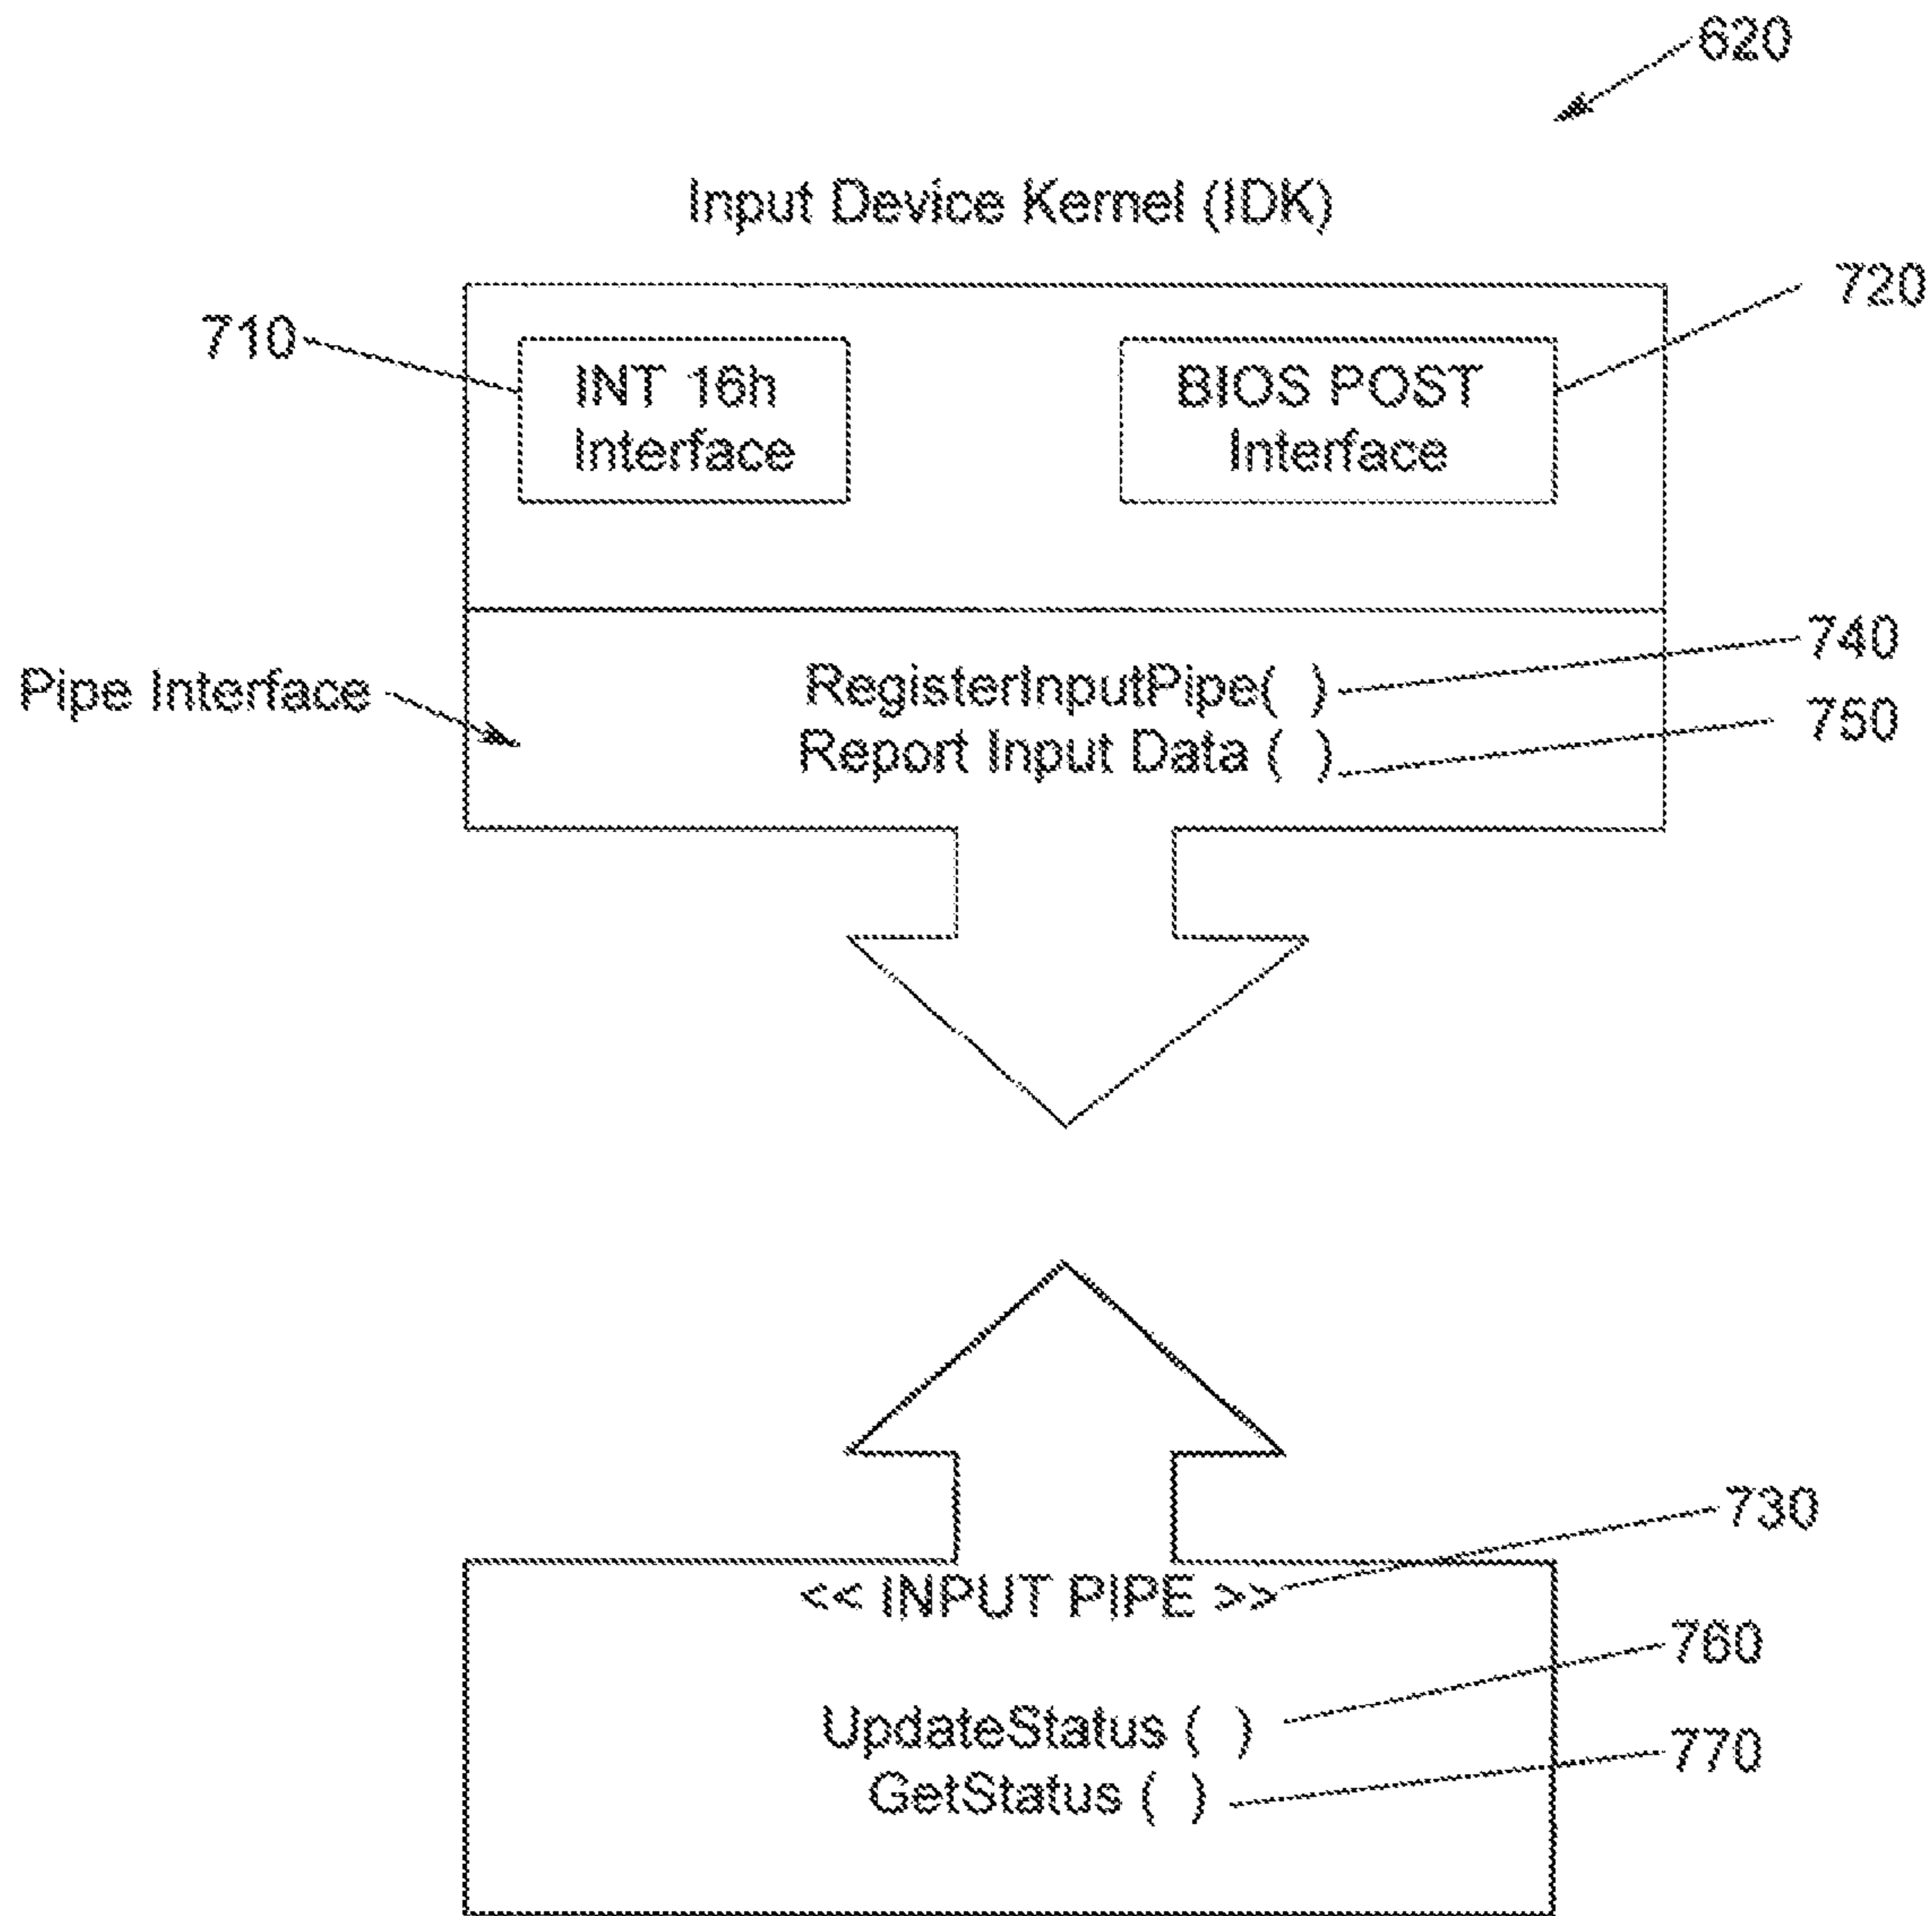 620
Input Device Kernel (IDK)
720
710
INT 16h
Interface
BIOS POST
Interface
740
RegisterInputPipe( )
Pipe Interface
750
Report Input Data ( )
730
<< INPUT PIPE >>
760
UpdateStatus ( )
770
GetStatus ( )